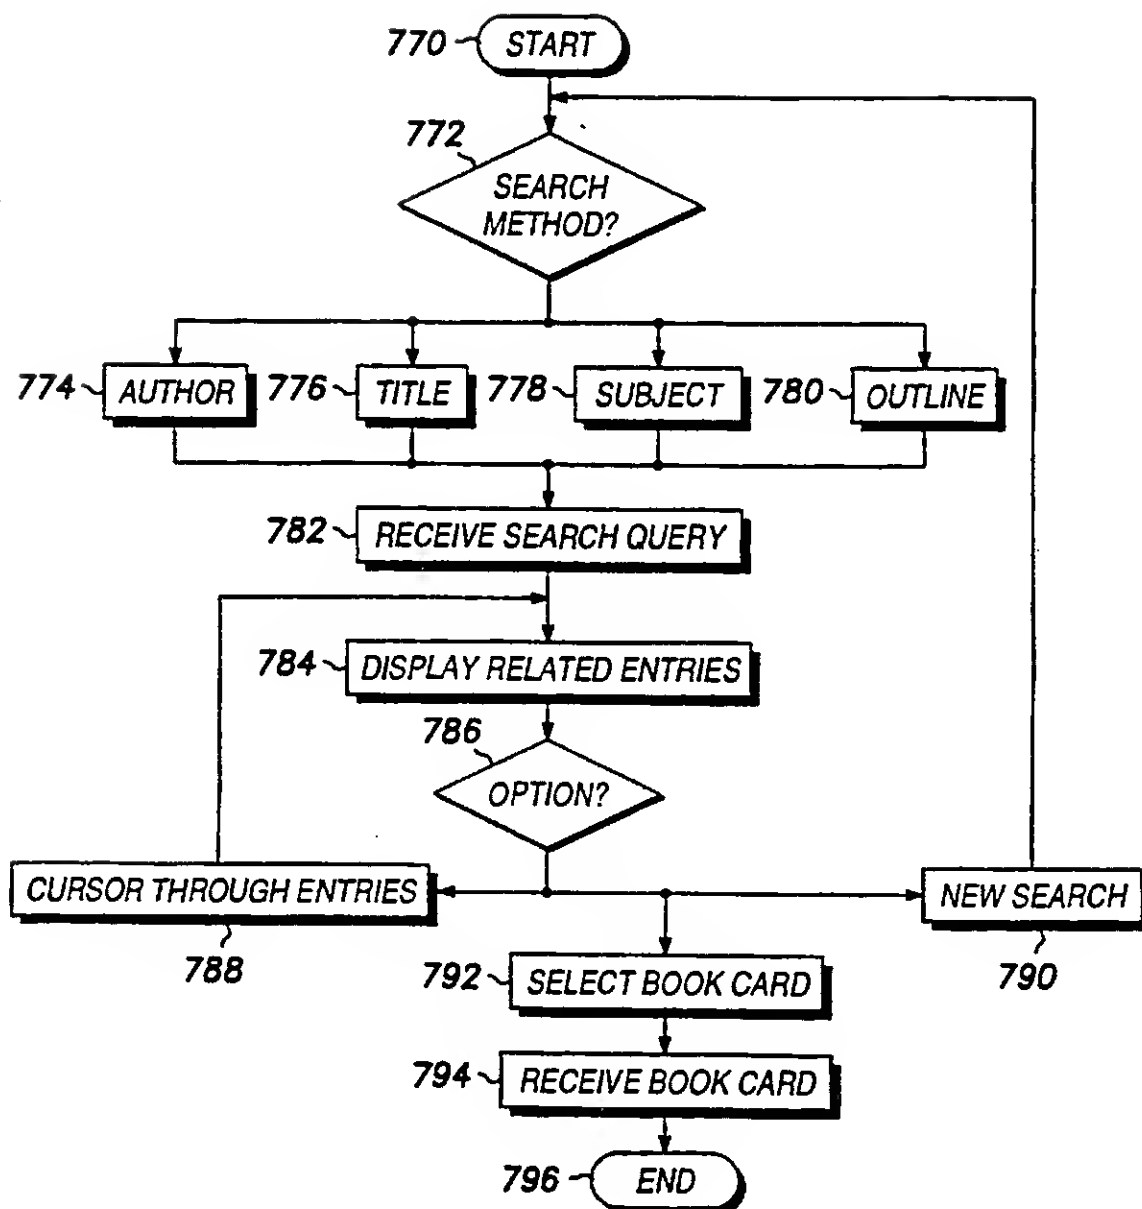 770
START
772
SEARCH
METHOD?
774
AUTHOR
776
TITLE
778
SUBJECT
780
OUTLINE
782
RECEIVE SEARCH QUERY
784
DISPLAY RELATED ENTRIES
786
OPTION?
CURSOR THROUGH ENTRIES
NEW SEARCH
788
790
792
SELECT BOOK CARD
794
RECEIVE BOOK CARD
796
END